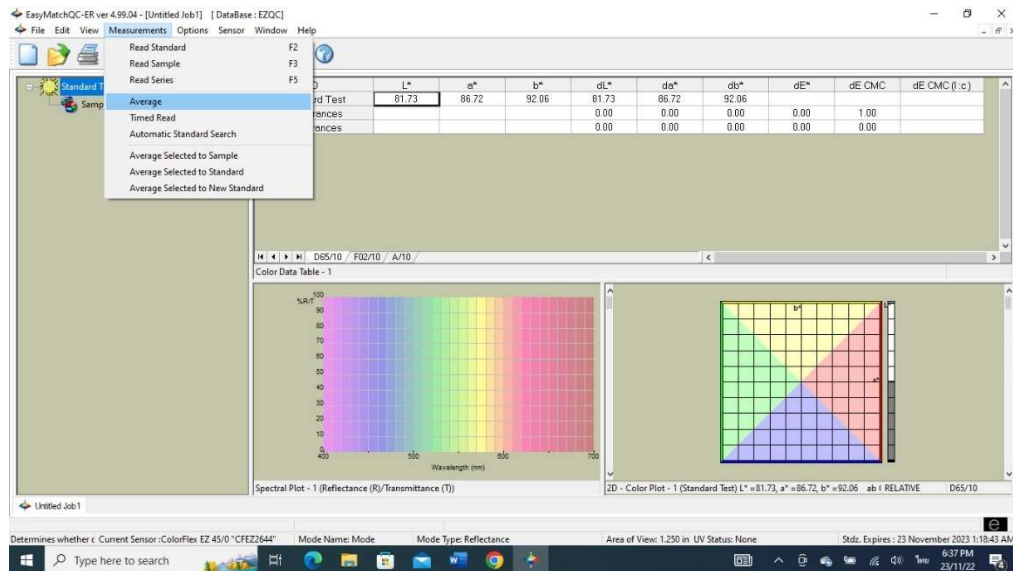 EasyMatchQC-ER ver 4.99.04 - [Untitled Job1] [ DataBase : EZQC]
File Edit View Measurements Options Sensor Window Help
Read Standard F2
Read Sample F3
Read Series F5
Average
Timed Read
Automatic Standard Search
Average Selected to Sample
Average Selected to Standard
Average Selected to New Standard
Standard T
Samp
L* a* b* dL* da* db* dE* dE CMC dE CMC (l :c )
rd Test 81.73 86.72 92.06 81.73 86.72 92.06
rances 0.00 0.00 0.00 0.00 1.00
rances 0.00 0.00 0.00 0.00 0.00
D65/10 F02/10 A/10
Color Data Table - 1
%R/T
100
90
80
70
60
50
40
30
20
10
400 500 600 700
Wavelength (nm)
Spectral Plot - 1 (Reflectance (R)/Transmittance (T))
b*
L*
a*
2D - Color Plot - 1 (Standard Test) L* =81.73, a* =86.72, b* =92.06 ab ( RELATIVE D65/10
Untitled Job1
Determines whether c Current Sensor :ColorFlex EZ 45/0 "CFEZ2644" Mode Name: Mode Mode Type: Reflectance Area of View: 1.250 in UV Status: None Stdz. Expires : 23 November 2023 1:18:43 AM
Type here to search
ไทย
6:37 PM
23/11/22